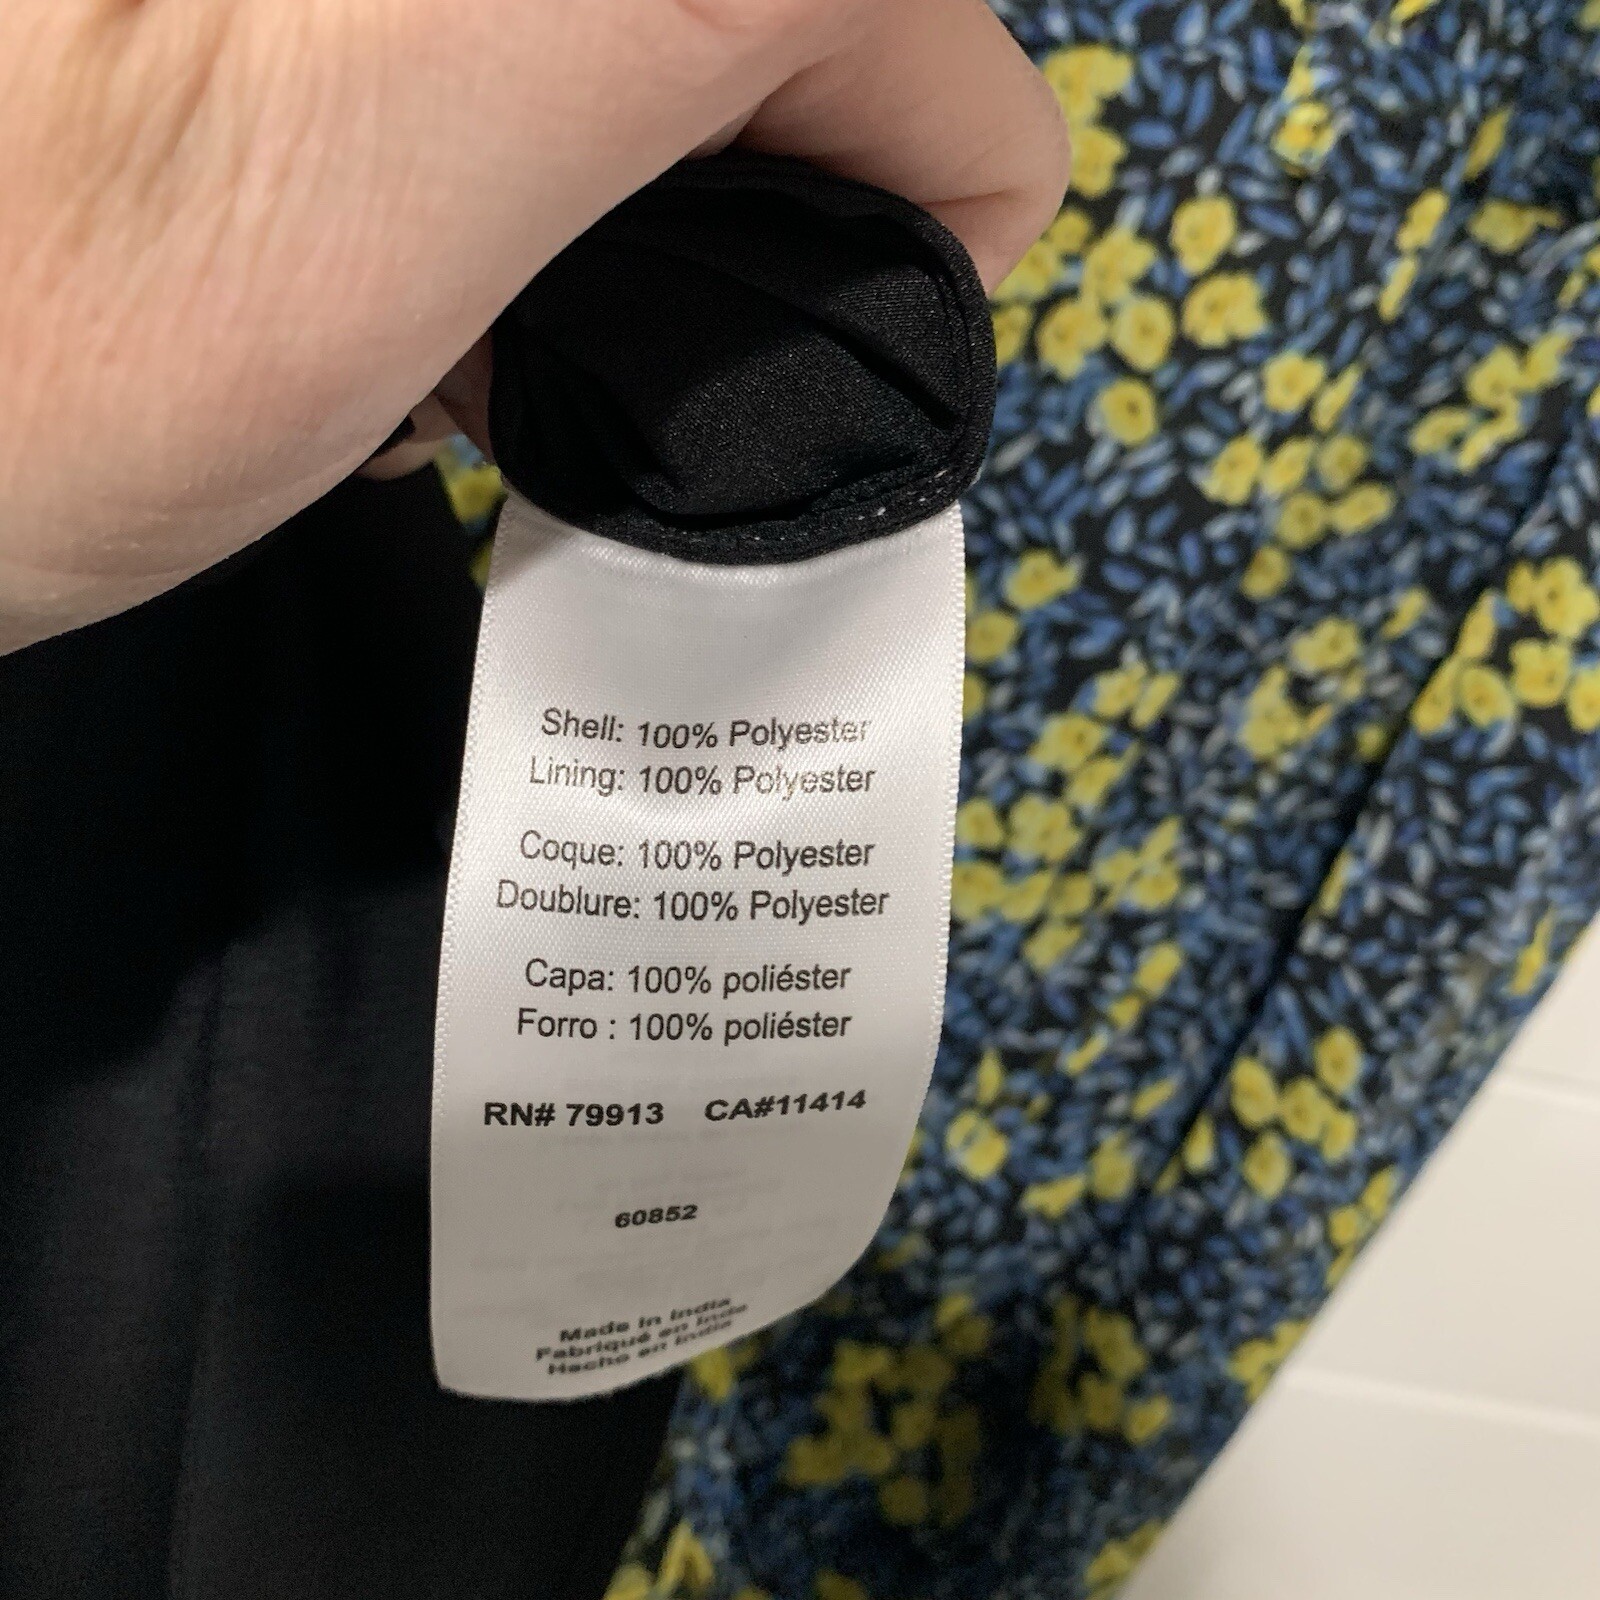 Shell: 100% Polyester
Lining: 100% Polyester
Coque: 100% Polyester
Doublure: 100% Polyester
Capa: 100% poliéster
Forro : 100% poliéster
RN# 79913 CA#11414
60852
Made in India
Fabriqué en Inde
Hecho en India